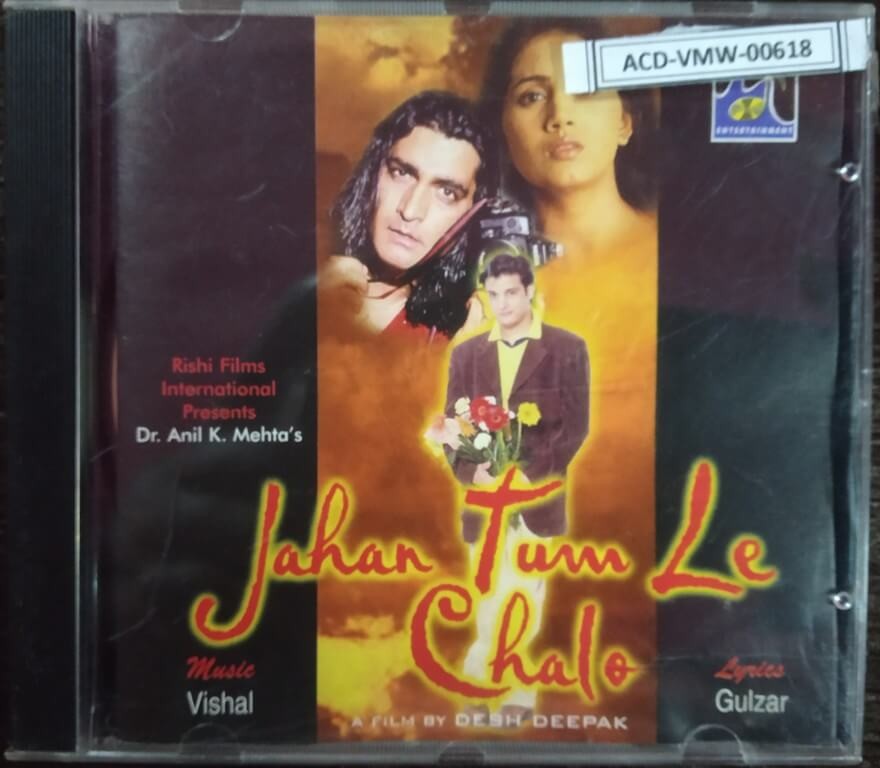 ACD-VMW-00618
ENTERTAINMENT
Rishi Films
International
Presents
Dr. Anil K. Mehta's
Jahan Tum Le
Chalo
Music
Vishal
Lyrics
Gulzar
A FILM BY DESH DEEPAK